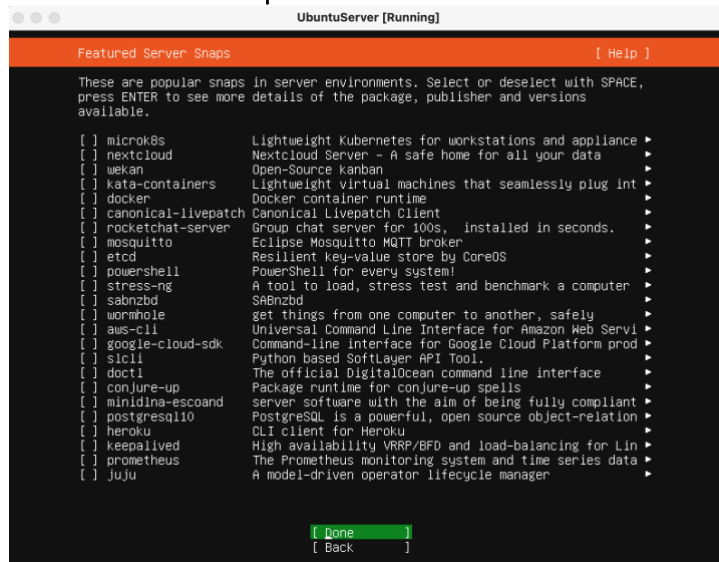 UbuntuServer [Running]
Featured Server Snaps [ Help ]
These are popular snaps in server environments. Select or deselect with SPACE,
press ENTER to see more details of the package, publisher and versions
available.
[ ] microk8s Lightweight Kubernetes for workstations and appliance ▸
[ ] nextcloud Nextcloud Server – A safe home for all your data ▸
[ ] wekan Open-Source kanban ▸
[ ] kata-containers Lightweight virtual machines that seamlessly plug int ▸
[ ] docker Docker container runtime ▸
[ ] canonical-livepatch Canonical Livepatch Client ▸
[ ] rocketchat-server Group chat server for 100s, installed in seconds. ▸
[ ] mosquitto Eclipse Mosquitto MQTT broker ▸
[ ] etcd Resilient key-value store by CoreOS ▸
[ ] powershell PowerShell for every system! ▸
[ ] stress-ng A tool to load, stress test and benchmark a computer ▸
[ ] sabnzbd SABnzbd ▸
[ ] wormhole get things from one computer to another, safely ▸
[ ] aws-cli Universal Command Line Interface for Amazon Web Servi ▸
[ ] google-cloud-sdk Command-line interface for Google Cloud Platform prod ▸
[ ] slcli Python based SoftLayer API Tool. ▸
[ ] doctl The official DigitalOcean command line interface ▸
[ ] conjure-up Package runtime for conjure-up spells ▸
[ ] minidlna-escoand server software with the aim of being fully compliant ▸
[ ] postgresql10 PostgreSQL is a powerful, open source object-relation ▸
[ ] heroku CLI client for Heroku ▸
[ ] keepalived High availability VRRP/BFD and load-balancing for Lin ▸
[ ] prometheus The Prometheus monitoring system and time series data ▸
[ ] juju A model-driven operator lifecycle manager ▸
[ Done ]
[ Back ]